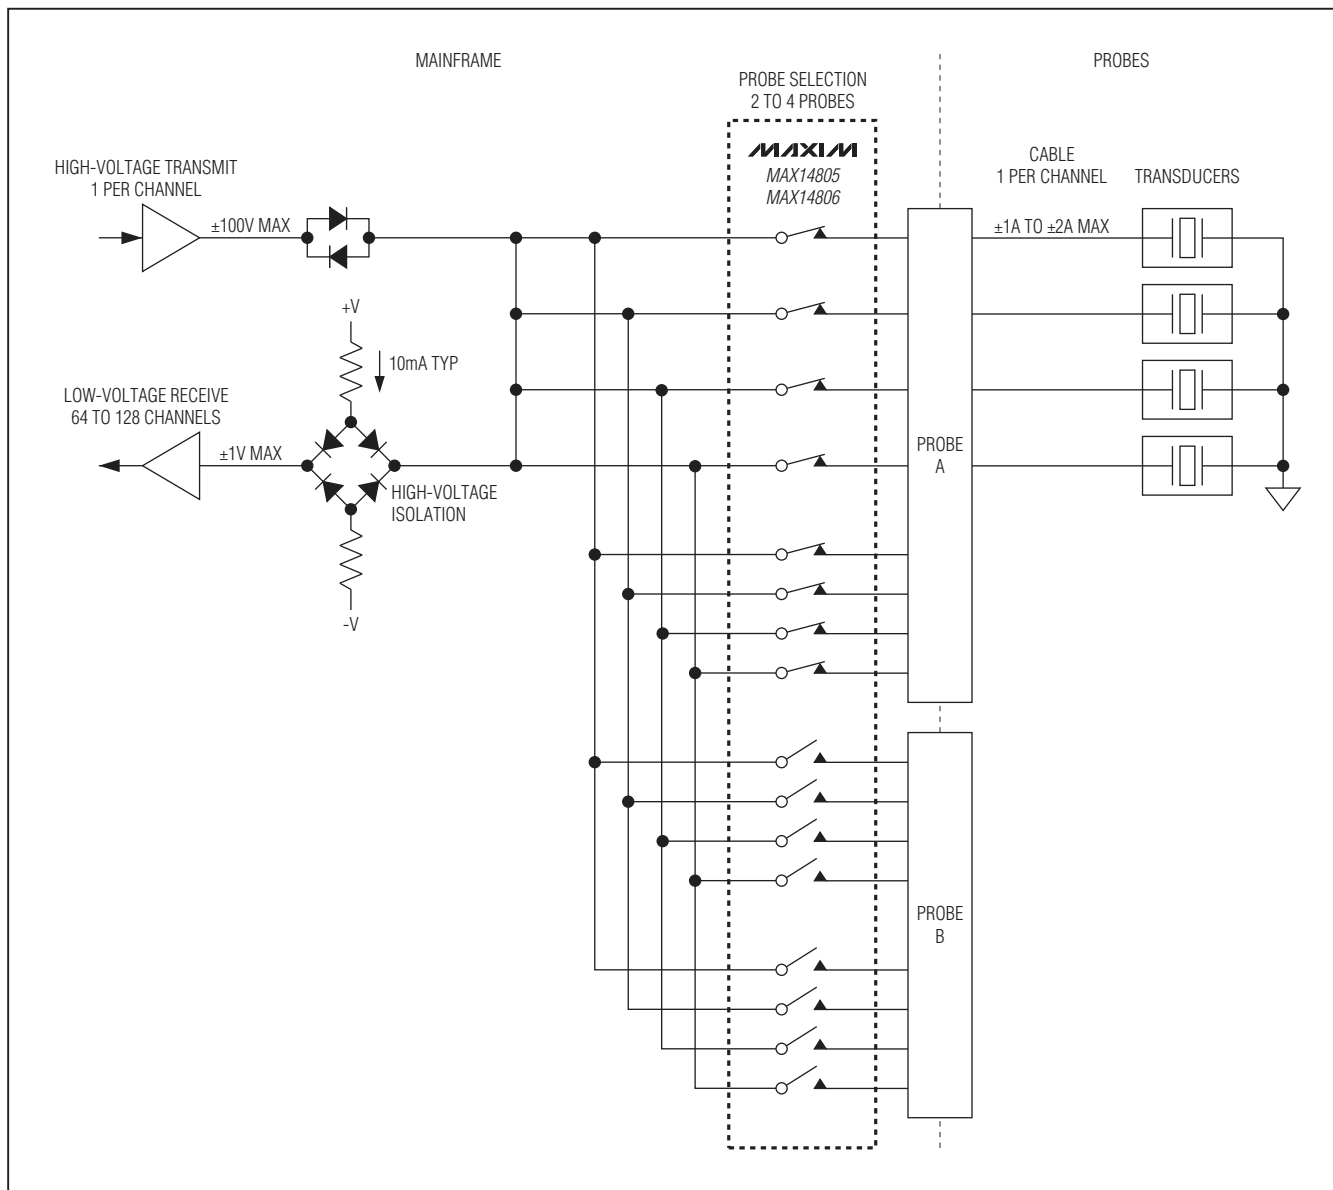 MAINFRAME
PROBES
PROBE SELECTION
2 TO 4 PROBES
MAXIM
MAX14805
MAX14806
HIGH-VOLTAGE TRANSMIT
1 PER CHANNEL
±100V MAX
CABLE
1 PER CHANNEL
TRANSDUCERS
±1A TO ±2A MAX
+V
10mA TYP
LOW-VOLTAGE RECEIVE
64 TO 128 CHANNELS
±1V MAX
HIGH-VOLTAGE
ISOLATION
-V
PROBE
A
PROBE
B